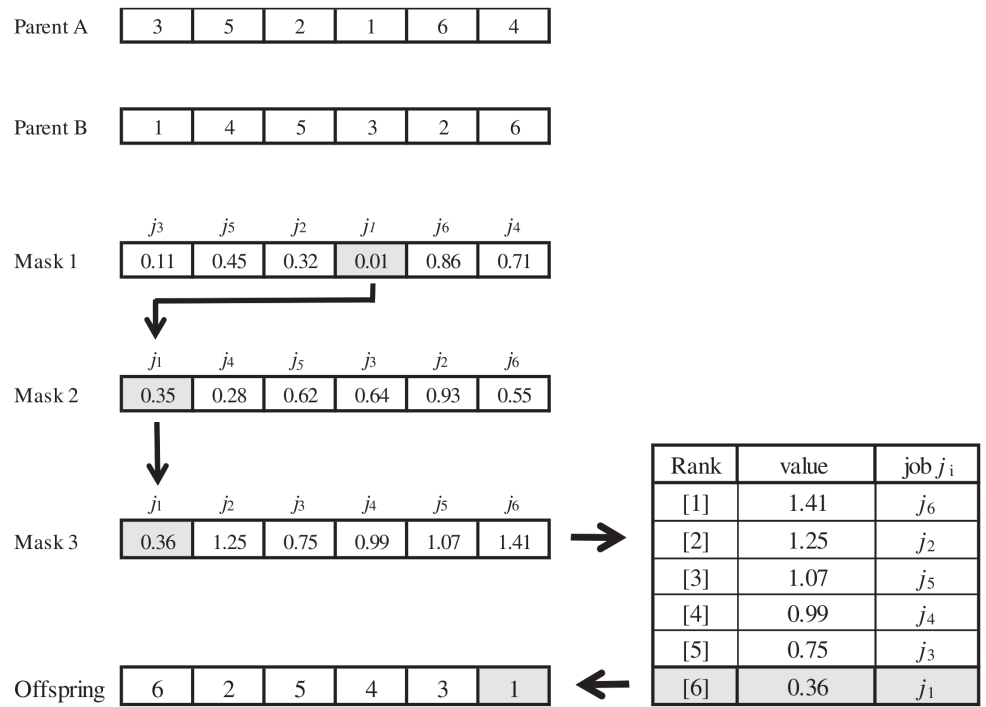 Parent A 3 5 2 1 6 4
Parent B 1 4 5 3 2 6
j3 j5 j2 j1 j6 j4
Mask 1 0.11 0.45 0.32 0.01 0.86 0.71
j1 j4 j5 j3 j2 j6
Mask 2 0.35 0.28 0.62 0.64 0.93 0.55
j1 j2 j3 j4 j5 j6
Mask 3 0.36 1.25 0.75 0.99 1.07 1.41
Rank value job j i
[1] 1.41 j6
[2] 1.25 j2
[3] 1.07 j5
[4] 0.99 j4
[5] 0.75 j3
[6] 0.36 j1
Offspring 6 2 5 4 3 1